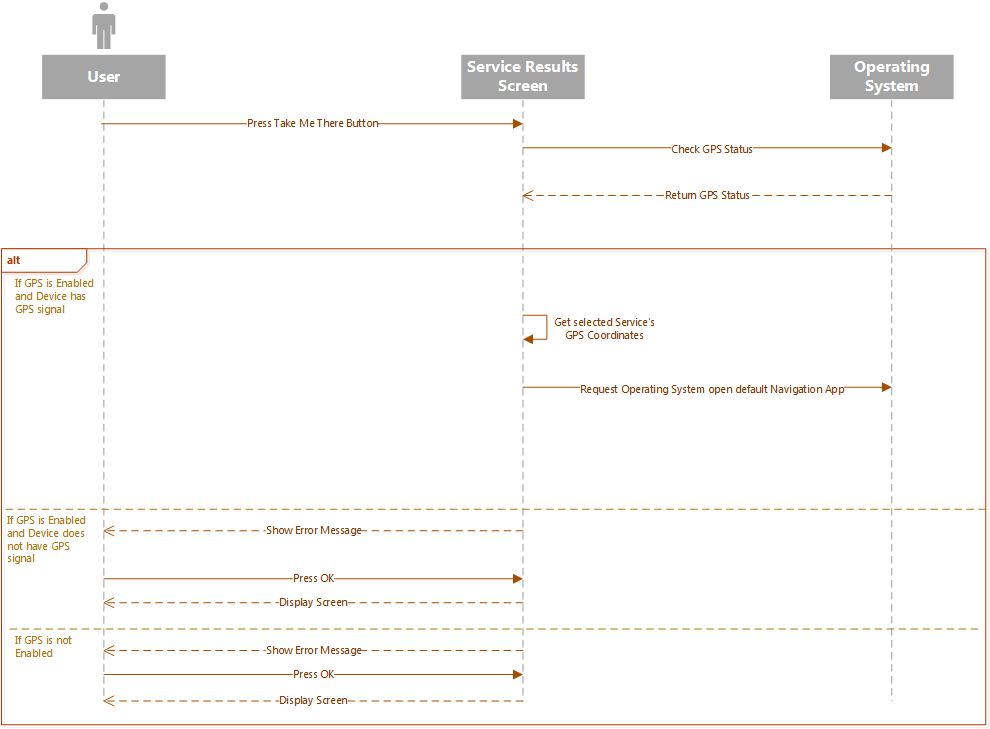 User
Service Results
Screen
Operating
System
Press Take Me There Button
Check GPS Status
Return GPS Status
alt
If GPS is Enabled
and Device has
GPS signal
Get selected Service's
GPS Coordinates
Request Operating System open default Navigation App
If GPS is Enabled
and Device does
not have GPS
signal
Show Error Message
Press OK
Display Screen
If GPS is not
Enabled
Show Error Message
Press OK
Display Screen